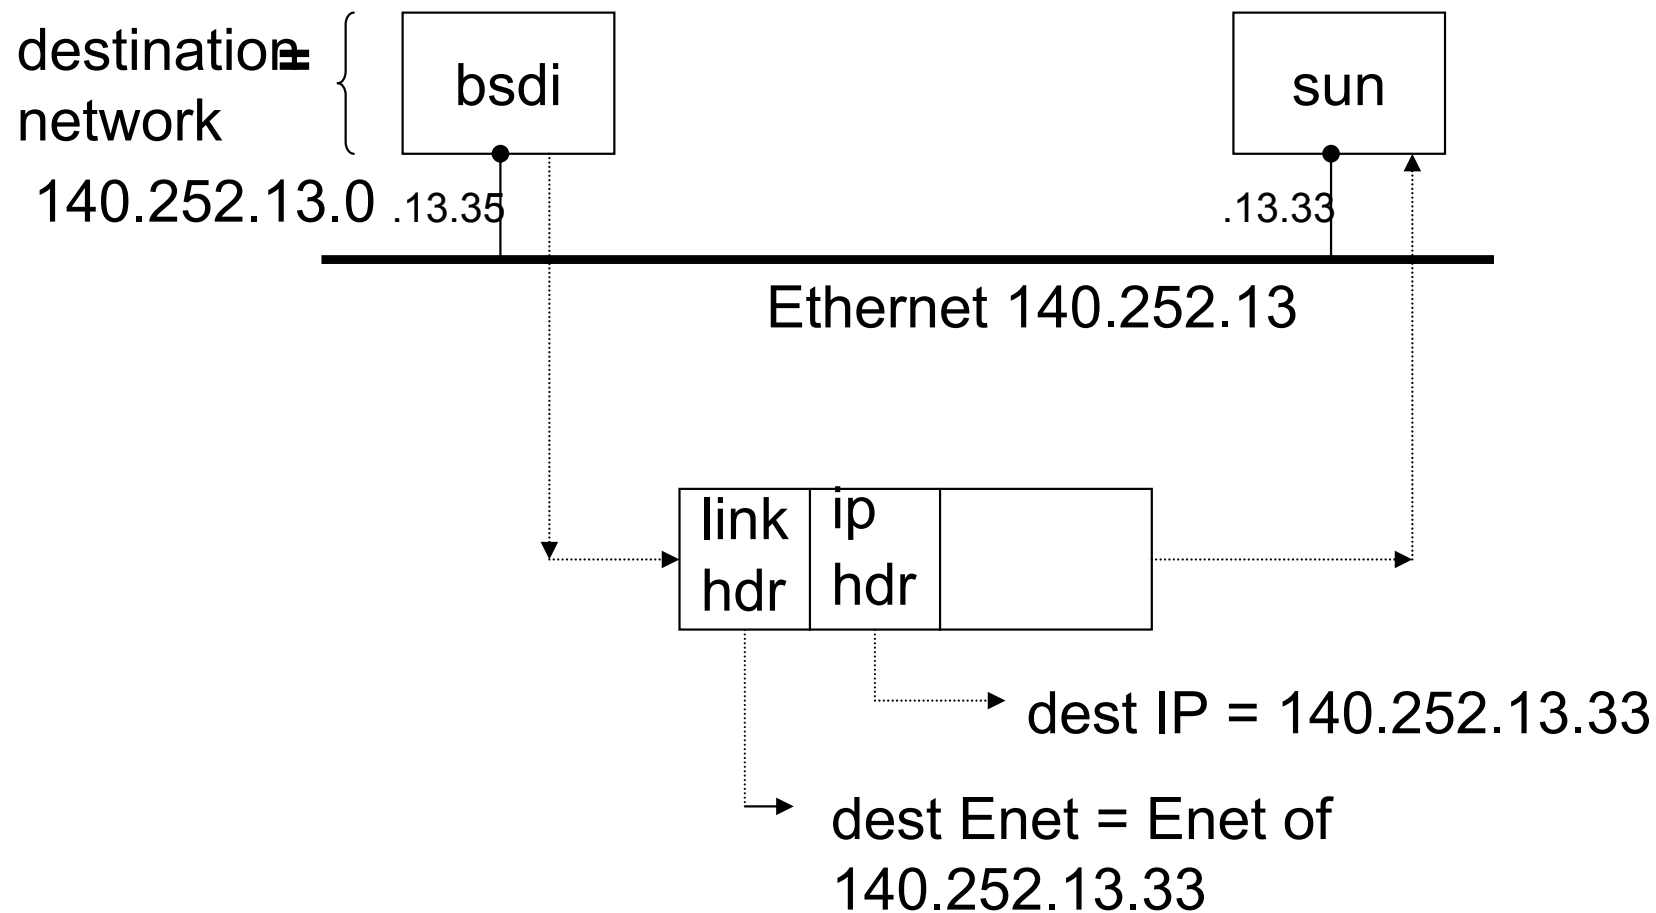 destination =
network
140.252.13.0
bsdi
sun
.13.35
.13.33
Ethernet 140.252.13
link
hdr
ip
hdr
dest IP = 140.252.13.33
dest Enet = Enet of
140.252.13.33